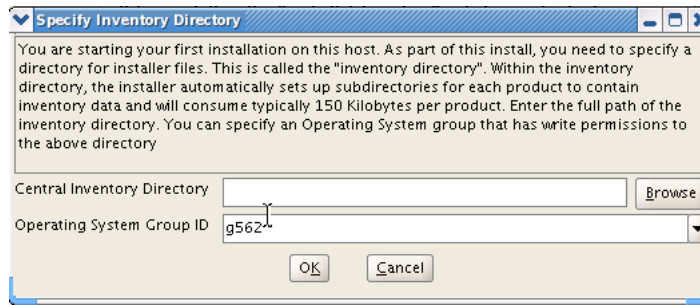 Specify Inventory Directory
You are starting your first installation on this host. As part of this install, you need to specify a
directory for installer files. This is called the "inventory directory". Within the inventory
directory, the installer automatically sets up subdirectories for each product to contain
inventory data and will consume typically 150 Kilobytes per product. Enter the full path of the
inventory directory. You can specify an Operating System group that has write permissions to
the above directory
Central Inventory Directory
Browse
Operating System Group ID
g562
OK
Cancel